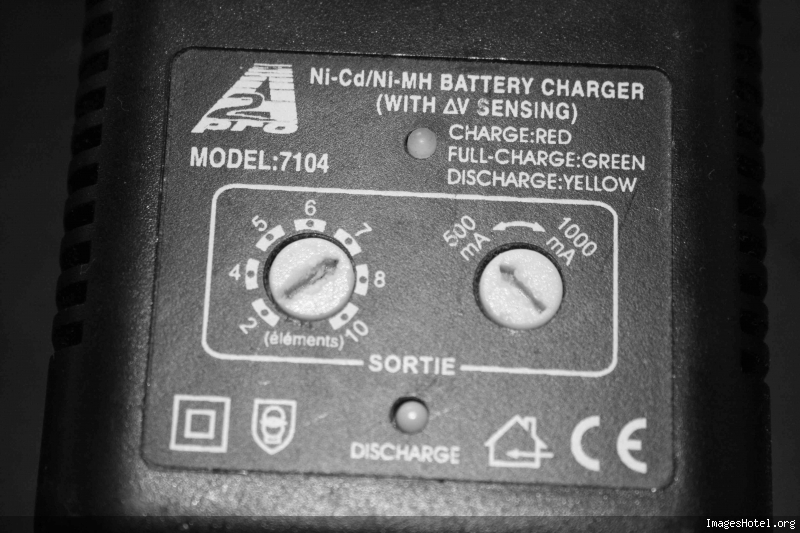 A2
pro
Ni-Cd/Ni-MH BATTERY CHARGER
(WITH ΔV SENSING)
CHARGE:RED
FULL-CHARGE:GREEN
DISCHARGE:YELLOW
MODEL:7104
2 4 5 6 7 8 10
(éléments)
500 mA
1000 mA
SORTIE
DISCHARGE
CE
ImagesHotel.org